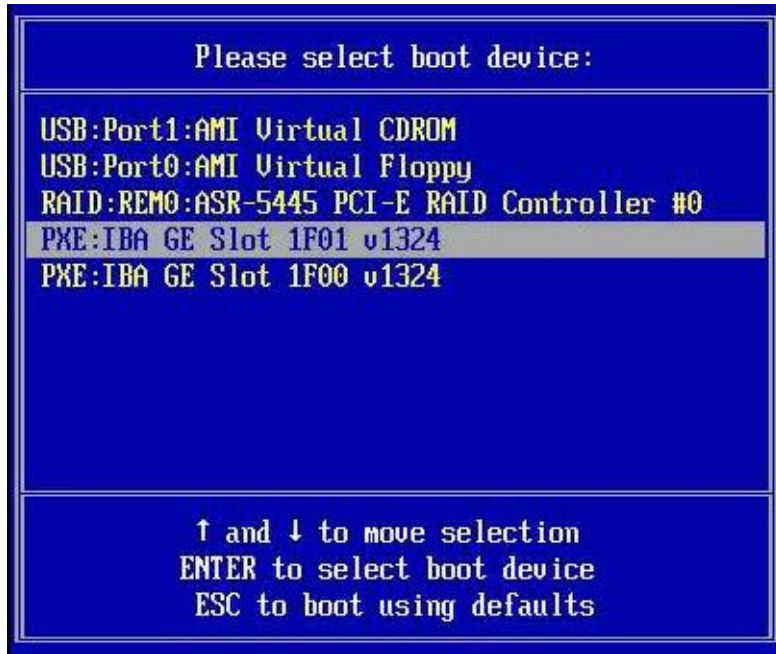 Please select boot device:
USB:Port1:AMI Virtual CDROM
USB:Port0:AMI Virtual Floppy
RAID:REM0:ASR-5445 PCI-E RAID Controller #0
PXE:IBA GE Slot 1F01 v1324
PXE:IBA GE Slot 1F00 v1324
↑ and ↓ to move selection
ENTER to select boot device
ESC to boot using defaults